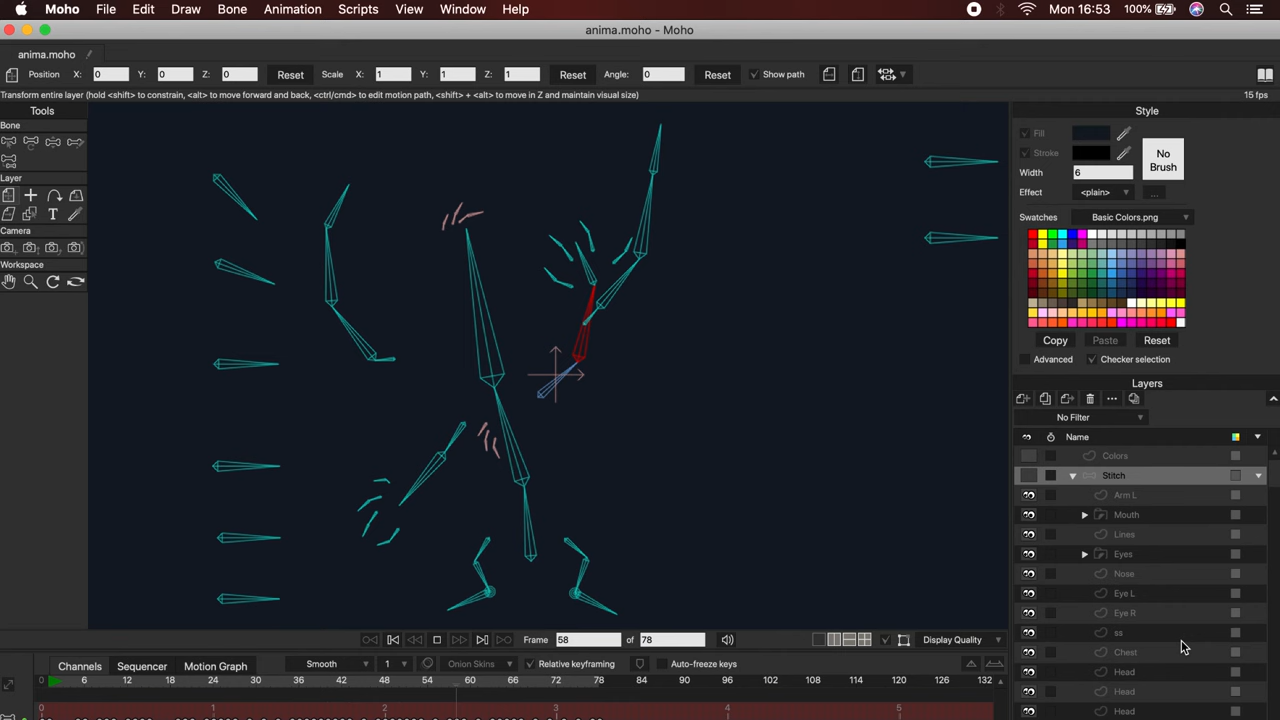 Moho File Edit Draw Bone Animation Scripts View Window Help Mon 16:53 100%
anima.moho - Moho
anima.moho
Position X: 0 Y: 0 Z: 0 Reset Scale X: 1 Y: 1 Z: 1 Reset Angle: 0 Reset Show path
Transform entire layer (hold <shift> to constrain, <alt> to move forward and back, <ctrl/cmd> to edit motion path, <shift> + <alt> to move in Z and maintain visual size) 15 fps
Tools
Bone
Layer
Camera
Workspace
Style
Fill
Stroke
No
Brush
Width 6
Effect <plain> ...
Swatches Basic Colors.png
Copy Paste Reset
Advanced Checker selection
Layers
No Filter
Name
Colors
Stitch
Arm L
Mouth
Lines
Eyes
Nose
Eye L
Eye R
ss
Chest
Head
Head
Head
Frame 58 of 78 Display Quality
Channels Sequencer Motion Graph Smooth 1 Onion Skins Relative keyframing Auto-freeze keys
0 6 12 18 24 30 36 42 48 54 60 66 72 78 84 90 96 102 108 114 120 126 132
0 1 2 3 4 5